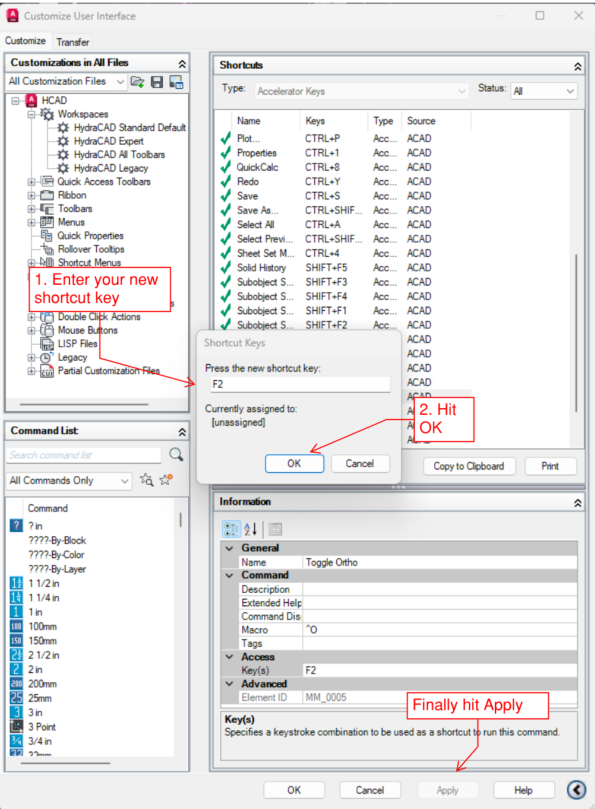 Customize User Interface
Customize Transfer
Customizations in All Files
All Customization Files
HCAD
Workspaces
HydraCAD Standard Default
HydraCAD Expert
HydraCAD All Toolbars
HydraCAD Legacy
Quick Access Toolbars
Ribbon
Toolbars
Menus
Quick Properties
Rollover Tooltips
Shortcut Menus
1. Enter your new
shortcut key
Double Click Actions
Mouse Buttons
LISP Files
Legacy
Partial Customization Files
Command List:
Search command list
All Commands Only
Command
? in
????-By-Block
????-By-Color
????-By-Layer
1 1/2 in
1 1/4 in
1 in
100mm
150mm
2 1/2 in
2 in
200mm
25mm
3 in
3 Point
3/4 in
Shortcuts
Type: Accelerator Keys Status: All
Name Keys Type Source
Plot... CTRL+P Acc... ACAD
Properties CTRL+1 Acc... ACAD
QuickCalc CTRL+8 Acc... ACAD
Redo CTRL+Y Acc... ACAD
Save CTRL+S Acc... ACAD
Save As... CTRL+SHIF... Acc... ACAD
Select All CTRL+A Acc... ACAD
Select Previ... CTRL+SHIF... Acc... ACAD
Sheet Set M... CTRL+4 Acc... ACAD
Solid History SHIFT+F5 Acc... ACAD
Subobject S... SHIFT+F3 Acc... ACAD
Subobject S... SHIFT+F4 Acc... ACAD
Subobject S... SHIFT+F1 Acc... ACAD
Subobject S... SHIFT+F2 Acc... ACAD
ACAD
ACAD
ACAD
ACAD
ACAD
Shortcut Keys
Press the new shortcut key:
F2
Currently assigned to:
[unassigned]
OK Cancel
2. Hit
OK
Copy to Clipboard Print
Information
General
Name Toggle Ortho
Command
Description
Extended Help
Command Dis
Macro ^O
Tags
Access
Key(s) F2
Advanced
Element ID MM_0005
Finally hit Apply
Key(s)
Specifies a keystroke combination to be used as a shortcut to run this command.
OK Cancel Apply Help